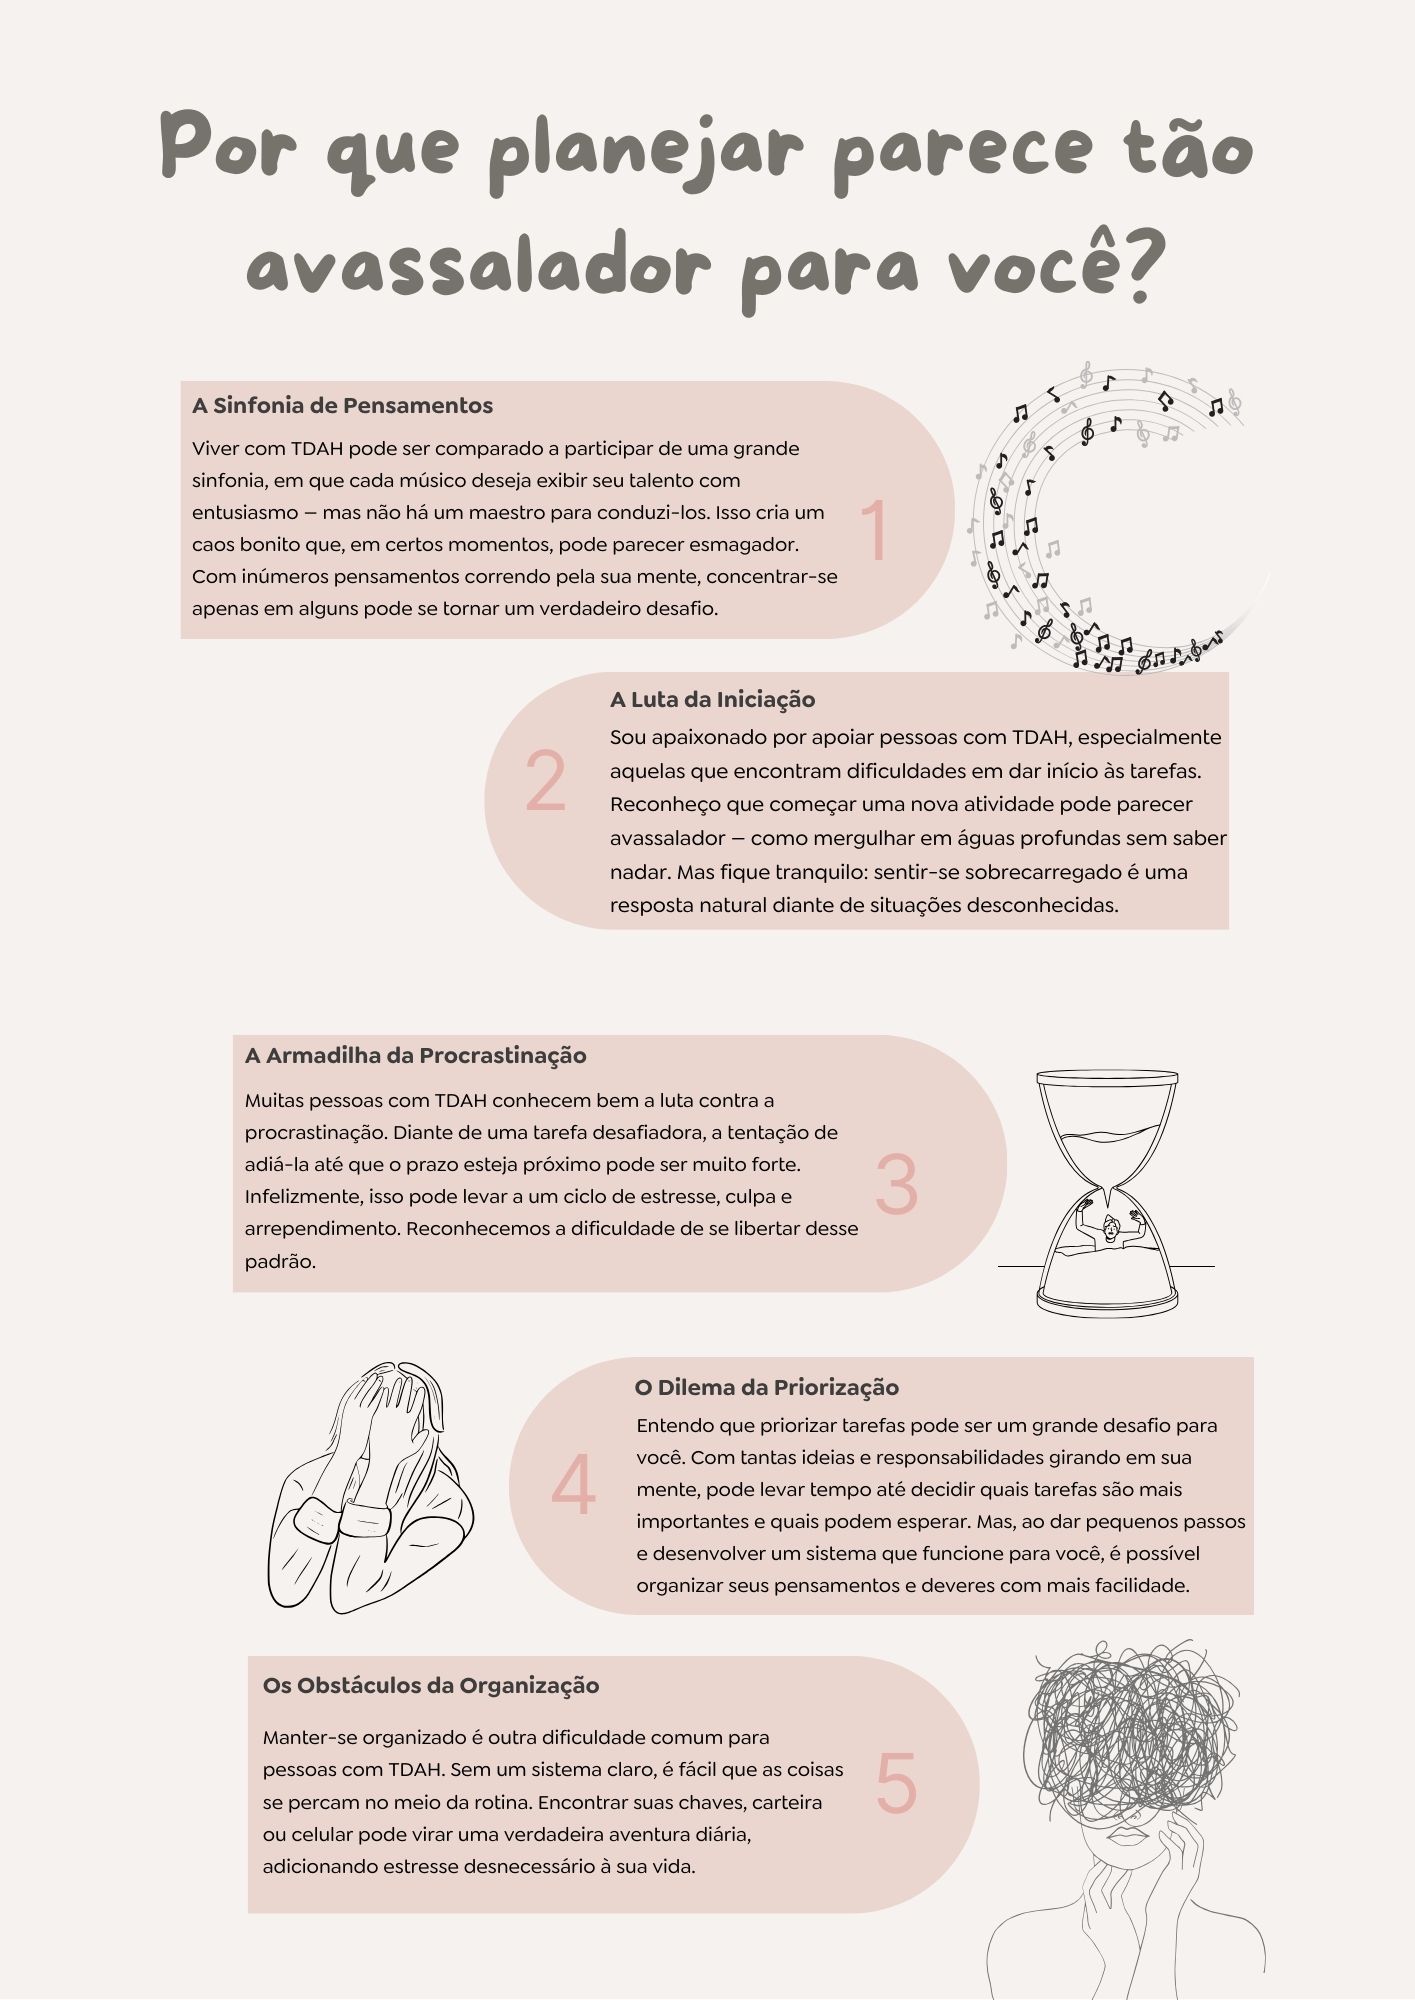 Por que planejar parece tão
avassalador para você?
A Sinfonia de Pensamentos
Viver com TDAH pode ser comparado a participar de uma grande
sinfonia, em que cada músico deseja exibir seu talento com
entusiasmo – mas não há um maestro para conduzi-los. Isso cria um
caos bonito que, em certos momentos, pode parecer esmagador.
Com inúmeros pensamentos correndo pela sua mente, concentrar-se
apenas em alguns pode se tornar um verdadeiro desafio.
1
A Luta da Iniciação
Sou apaixonado por apoiar pessoas com TDAH, especialmente
aquelas que encontram dificuldades em dar início às tarefas.
Reconheço que começar uma nova atividade pode parecer
avassalador – como mergulhar em águas profundas sem saber
nadar. Mas fique tranquilo: sentir-se sobrecarregado é uma
resposta natural diante de situações desconhecidas.
2
A Armadilha da Procrastinação
Muitas pessoas com TDAH conhecem bem a luta contra a
procrastinação. Diante de uma tarefa desafiadora, a tentação de
adiá-la até que o prazo esteja próximo pode ser muito forte.
Infelizmente, isso pode levar a um ciclo de estresse, culpa e
arrependimento. Reconhecemos a dificuldade de se libertar desse
padrão.
3
O Dilema da Priorização
Entendo que priorizar tarefas pode ser um grande desafio para
você. Com tantas ideias e responsabilidades girando em sua
mente, pode levar tempo até decidir quais tarefas são mais
importantes e quais podem esperar. Mas, ao dar pequenos passos
e desenvolver um sistema que funcione para você, é possível
organizar seus pensamentos e deveres com mais facilidade.
4
Os Obstáculos da Organização
Manter-se organizado é outra dificuldade comum para
pessoas com TDAH. Sem um sistema claro, é fácil que as coisas
se percam no meio da rotina. Encontrar suas chaves, carteira
ou celular pode virar uma verdadeira aventura diária,
adicionando estresse desnecessário à sua vida.
5